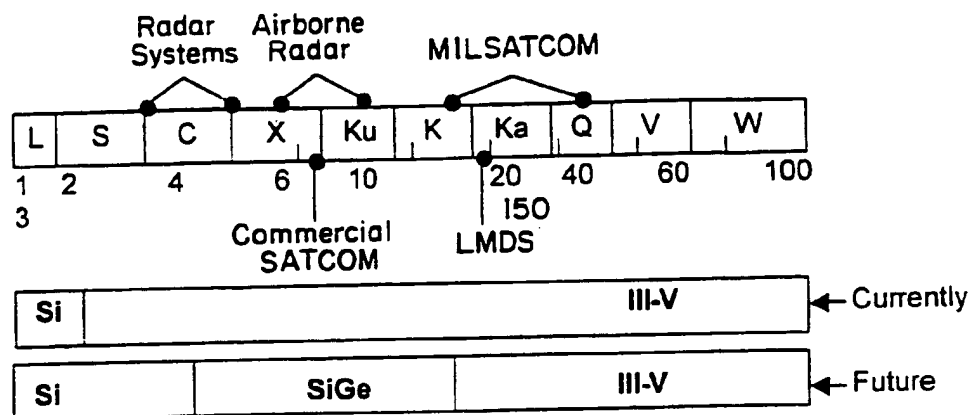 Radar Systems
Airborne Radar
MILSATCOM
L S C X Ku K Ka Q V W
1 2 4 6 10 20 40 60 100
3 150
Commercial SATCOM
LMDS
Si III-V Currently
Si SiGe III-V Future